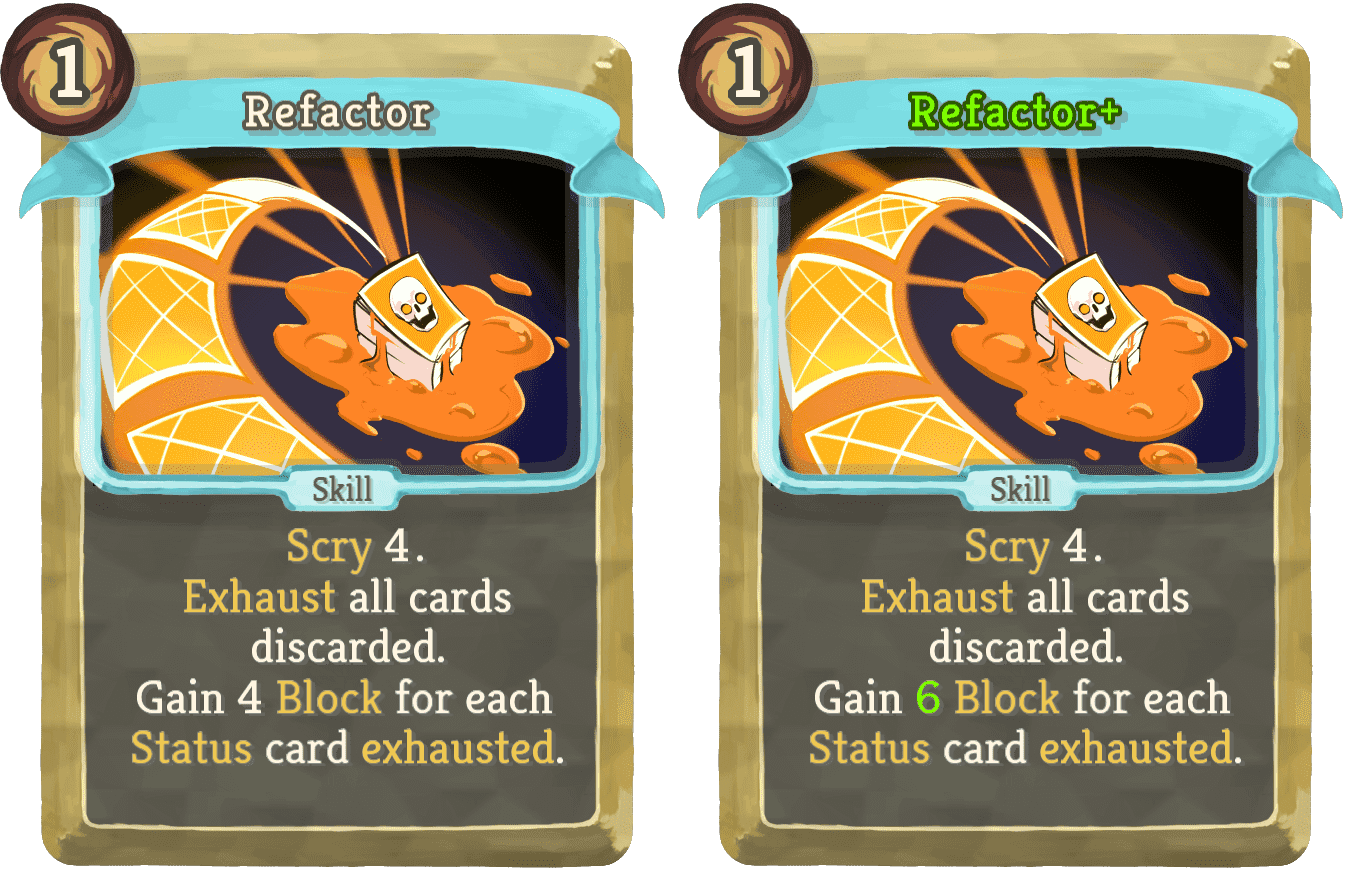 1
Refactor
Skill
Scry 4.
Exhaust all cards
discarded.
Gain 4 Block for each
Status card exhausted.
1
Refactor+
Skill
Scry 4.
Exhaust all cards
discarded.
Gain 6 Block for each
Status card exhausted.